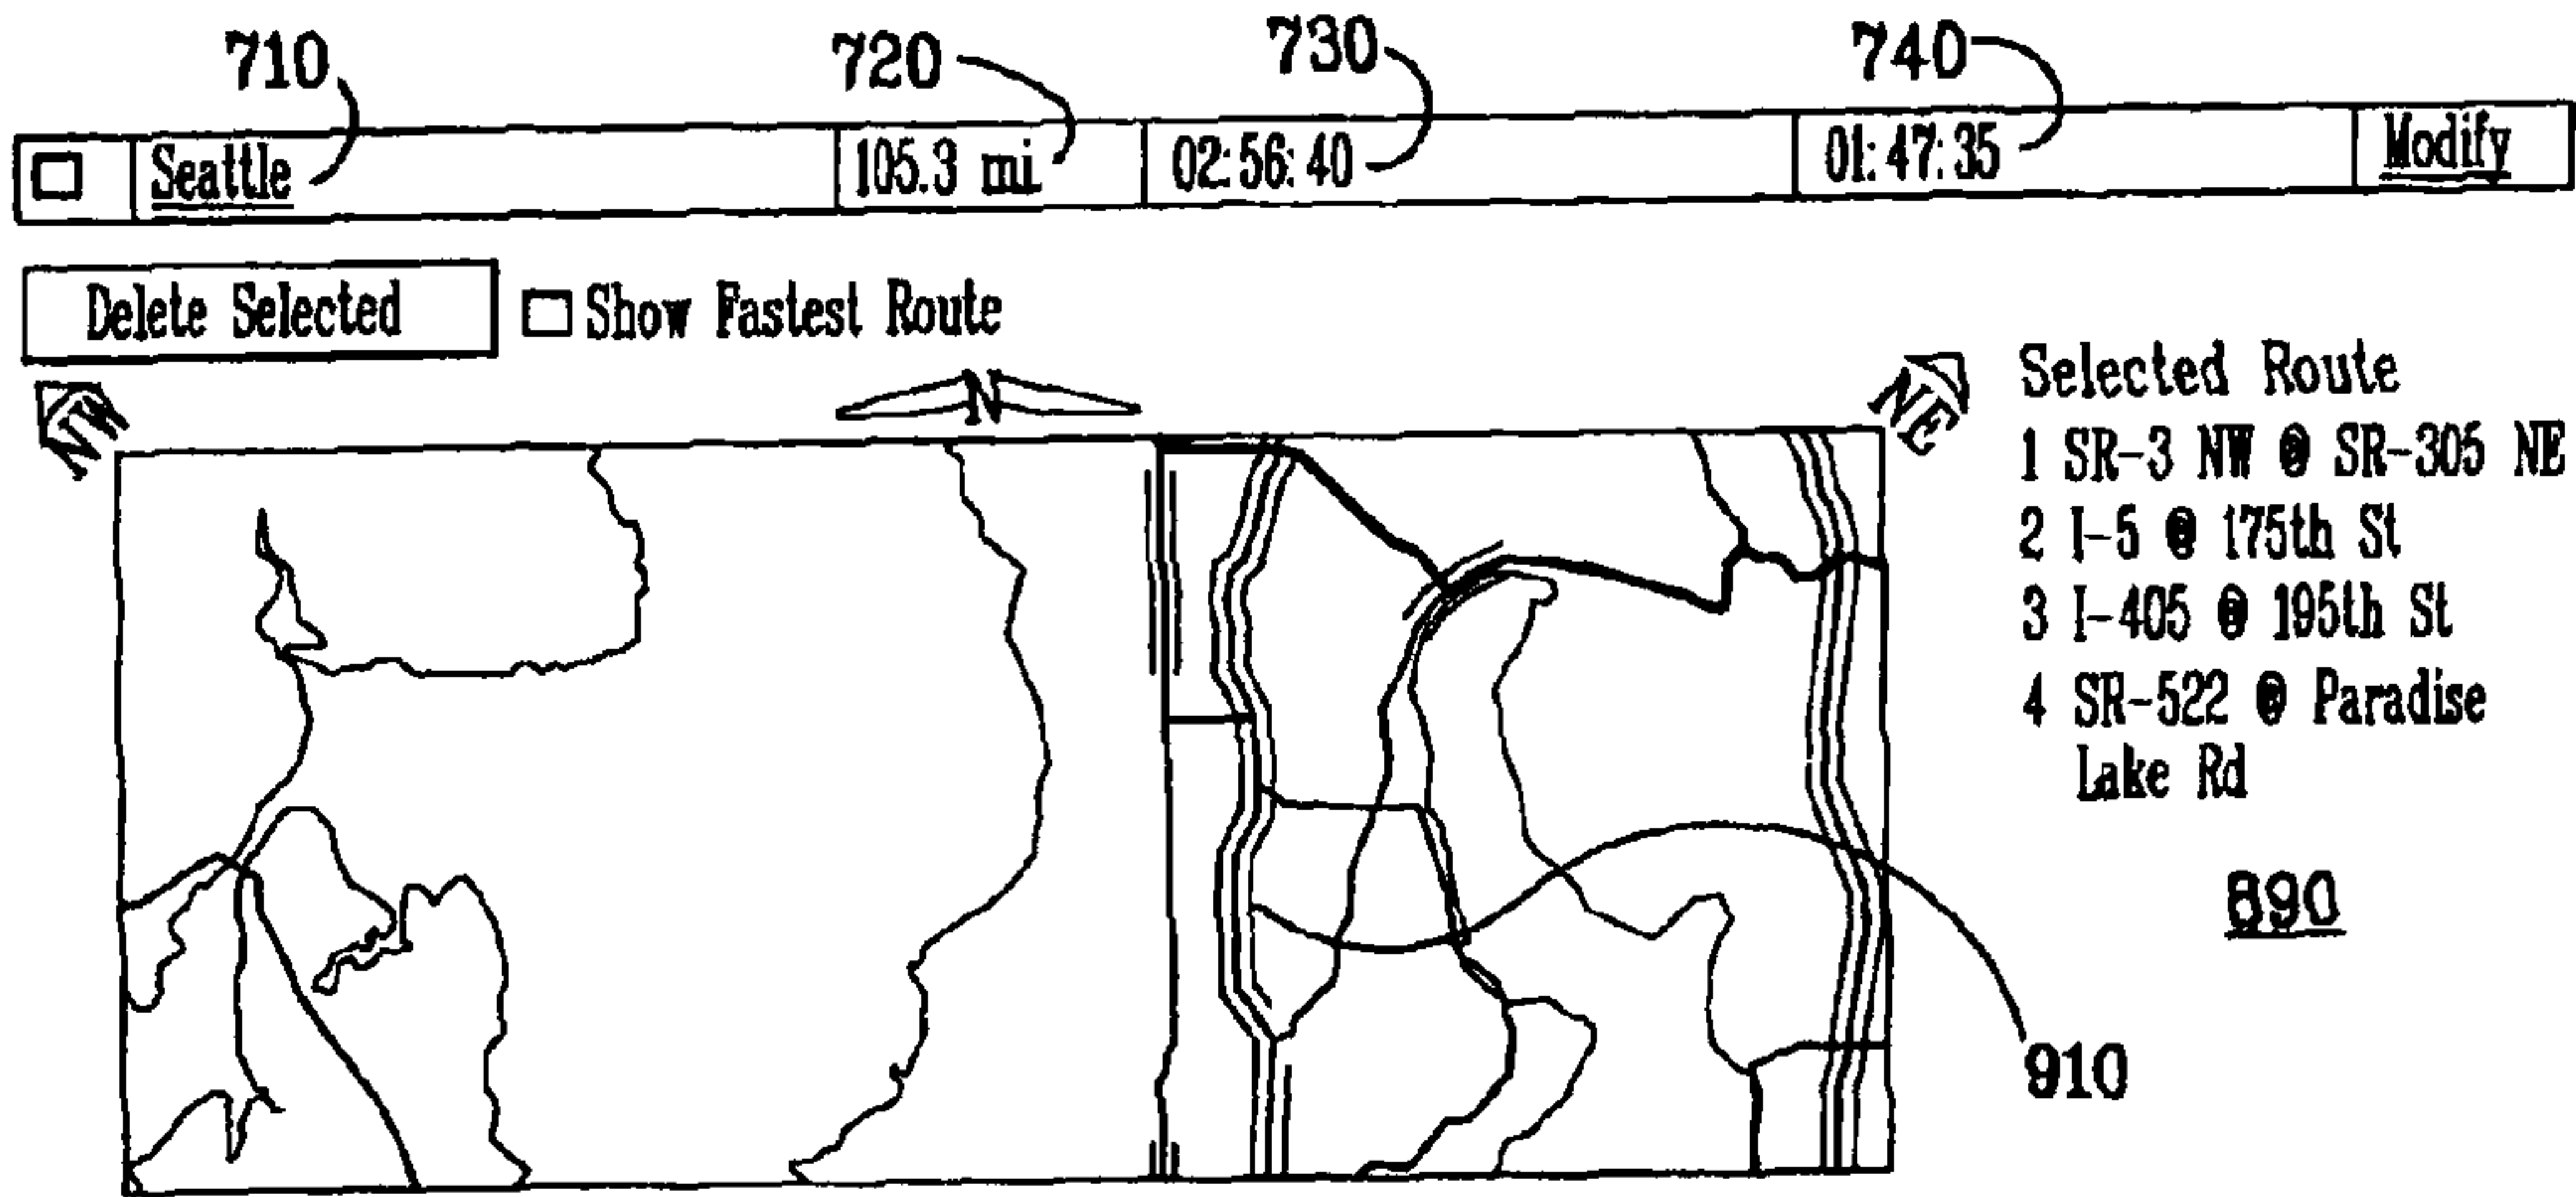 710 720 730 740
Seattle 105.3 mi 02:56:40 01:47:35 Modify
Delete Selected Show Fastest Route
NW N NE
Selected Route
1 SR-3 NW @ SR-305 NE
2 I-5 @ 175th St
3 I-405 @ 195th St
4 SR-522 @ Paradise
Lake Rd
890
910